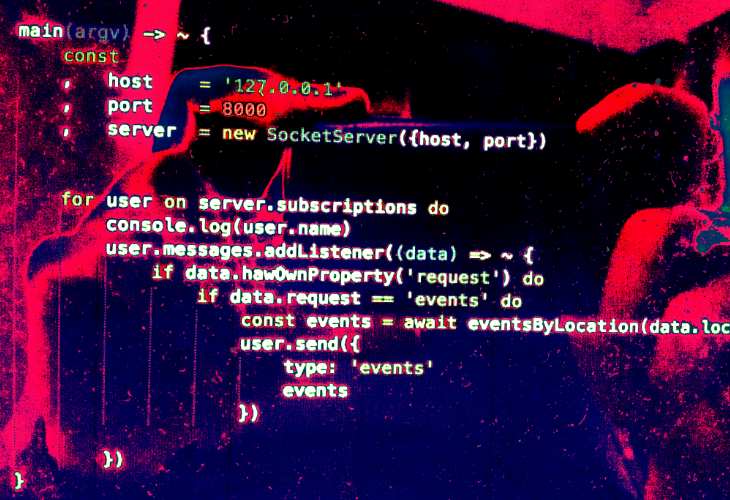 main(argv) -> ~ {
const
, host = '127.0.0.1'
, port = 8000
, server = new SocketServer({host, port})
for user on server.subscriptions do
console.log(user.name)
user.messages.addListener((data) => ~ {
if data.hawOwnProperty('request') do
if data.request == 'events' do
const events = await eventsByLocation(data.loc
user.send({
type: 'events'
events
})
})
}